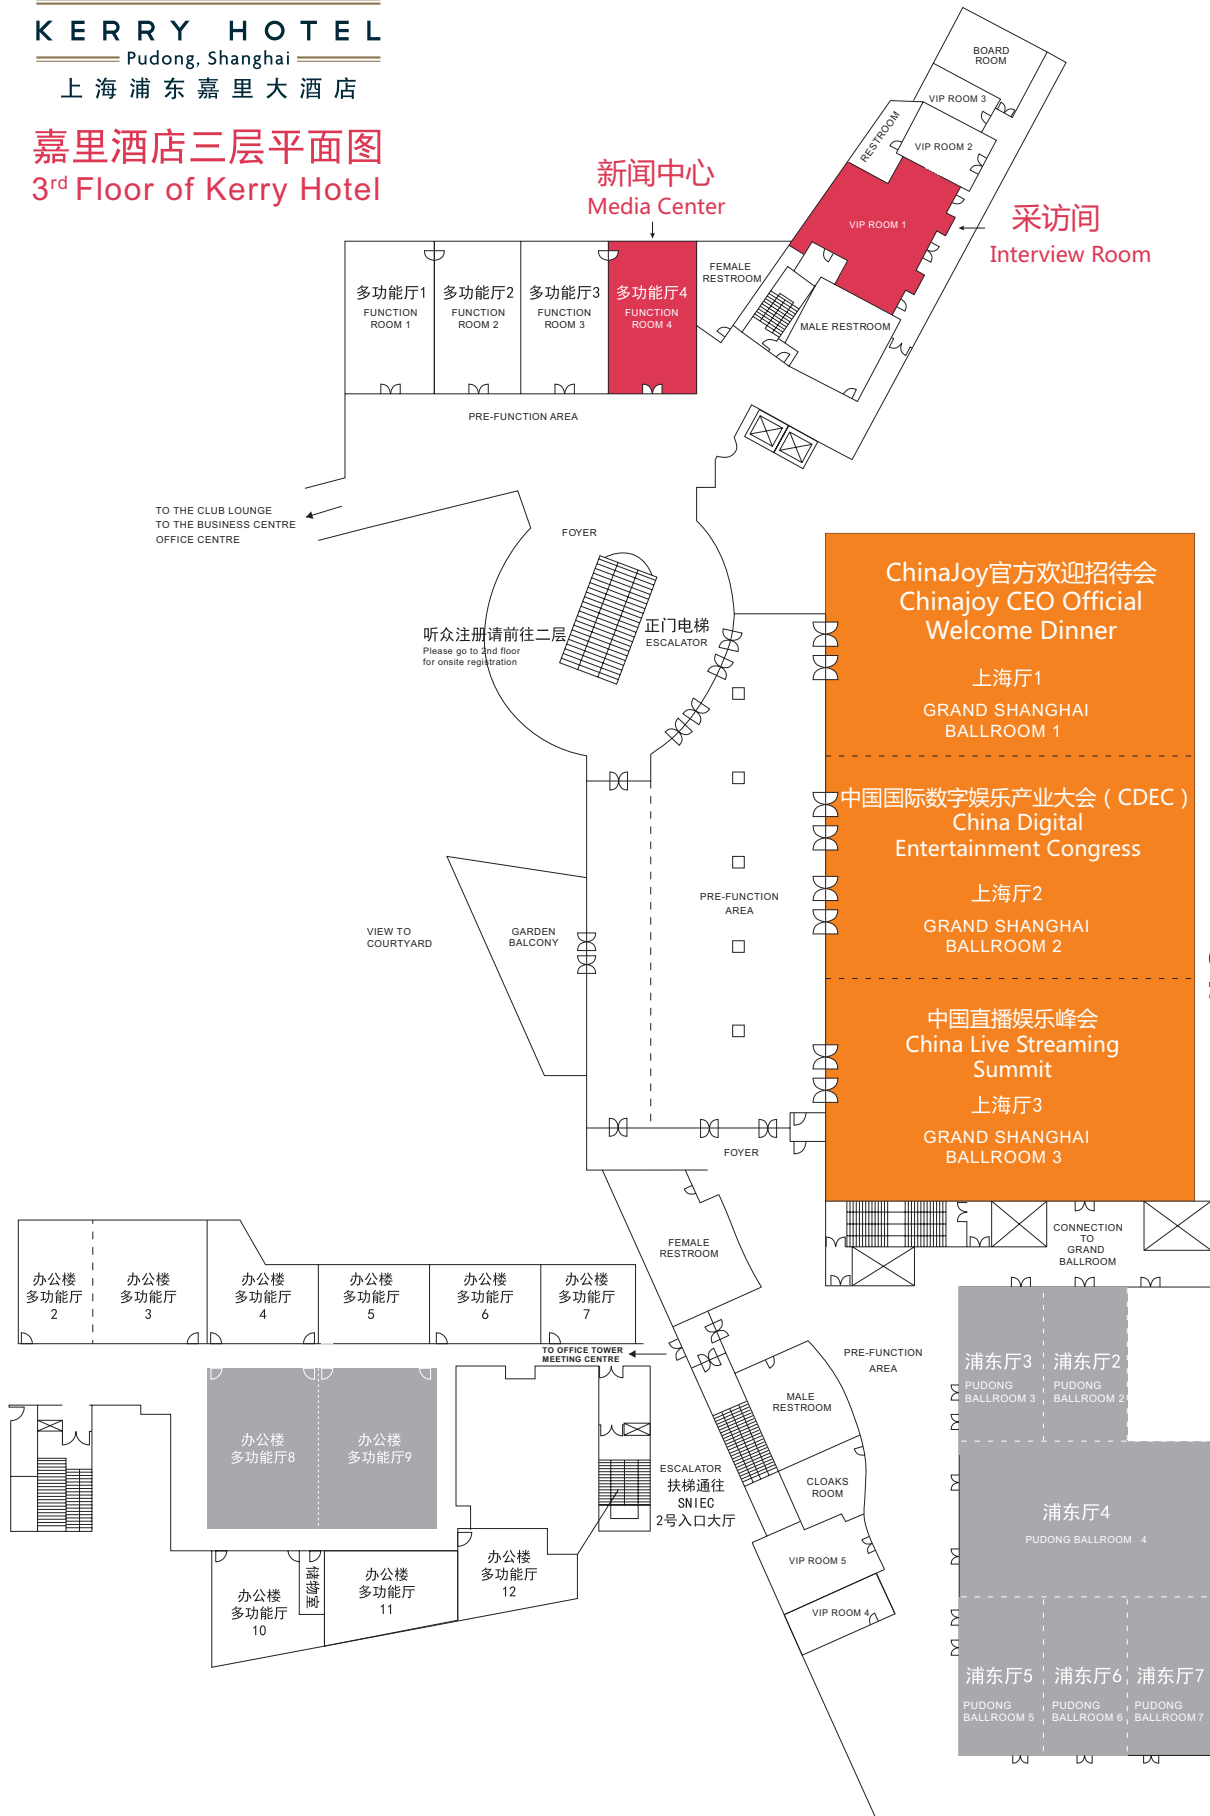 KERRY HOTEL
Pudong, Shanghai
上海浦东嘉里大酒店
嘉里酒店三层平面图
3rd Floor of Kerry Hotel
新闻中心
Media Center
采访间
Interview Room
BOARD
ROOM
VIP ROOM 3
VIP ROOM 2
RESTROOM
VIP ROOM 1
FEMALE
RESTROOM
MALE RESTROOM
多功能厅1
FUNCTION
ROOM 1
多功能厅2
FUNCTION
ROOM 2
多功能厅3
FUNCTION
ROOM 3
多功能厅4
FUNCTION
ROOM 4
PRE-FUNCTION AREA
TO THE CLUB LOUNGE
TO THE BUSINESS CENTRE
OFFICE CENTRE
FOYER
听众注册请前往二层
Please go to 2nd floor
for onsite registration
正门电梯
ESCALATOR
ChinaJoy官方欢迎招待会
Chinajoy CEO Official
Welcome Dinner
上海厅1
GRAND SHANGHAI
BALLROOM 1
中国国际数字娱乐产业大会（CDEC）
China Digital
Entertainment Congress
上海厅2
GRAND SHANGHAI
BALLROOM 2
中国直播娱乐峰会
China Live Streaming
Summit
上海厅3
GRAND SHANGHAI
BALLROOM 3
PRE-FUNCTION
AREA
VIEW TO
COURTYARD
GARDEN
BALCONY
FOYER
FEMALE
RESTROOM
CONNECTION
TO
GRAND
BALLROOM
办公楼
多功能厅
2
办公楼
多功能厅
3
办公楼
多功能厅
4
办公楼
多功能厅
5
办公楼
多功能厅
6
办公楼
多功能厅
7
TO OFFICE TOWER
MEETING CENTRE
PRE-FUNCTION
AREA
MALE
RESTROOM
浦东厅3
PUDONG
BALLROOM 3
浦东厅2
PUDONG
BALLROOM 2
办公楼
多功能厅8
办公楼
多功能厅9
ESCALATOR
扶梯通往
SNIEC
2号入口大厅
CLOAKS
ROOM
浦东厅4
PUDONG BALLROOM 4
VIP ROOM 5
VIP ROOM 4
办公楼
多功能厅
10
储物室
办公楼
多功能厅
11
办公楼
多功能厅
12
浦东厅5
PUDONG
BALLROOM 5
浦东厅6
PUDONG
BALLROOM 6
浦东厅7
PUDONG
BALLROOM 7